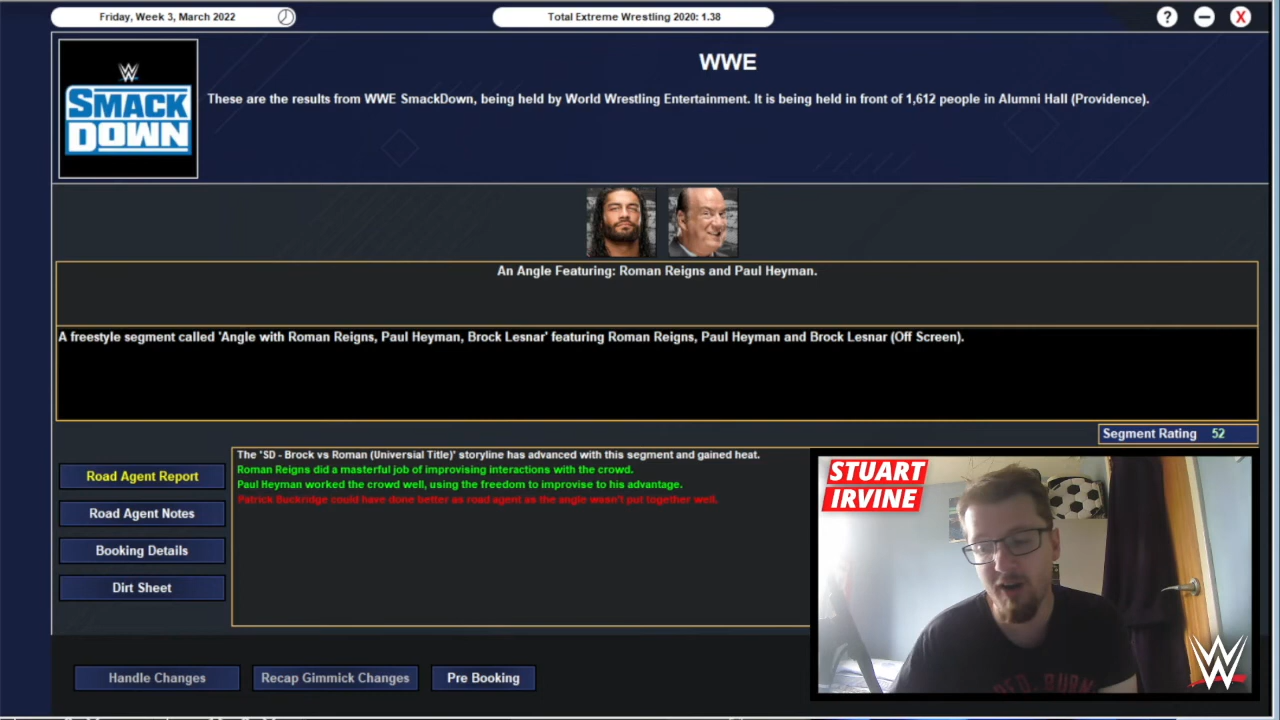 Friday, Week 3, March 2022
Total Extreme Wrestling 2020: 1.38
?
X
W
SMACK
DOWN
WWE
These are the results from WWE SmackDown, being held by World Wrestling Entertainment. It is being held in front of 1,612 people in Alumni Hall (Providence).
An Angle Featuring: Roman Reigns and Paul Heyman.
A freestyle segment called 'Angle with Roman Reigns, Paul Heyman, Brock Lesnar' featuring Roman Reigns, Paul Heyman and Brock Lesnar (Off Screen).
Segment Rating 52
Road Agent Report
Road Agent Notes
Booking Details
Dirt Sheet
The 'SD - Brock vs Roman (Universial Title)' storyline has advanced with this segment and gained heat.
Roman Reigns did a masterful job of improvising interactions with the crowd.
Paul Heyman worked the crowd well, using the freedom to improvise to his advantage.
Patrick Buckridge could have done better as road agent as the angle wasn't put together well.
STUART
IRVINE
W
Handle Changes
Recap Gimmick Changes
Pre Booking